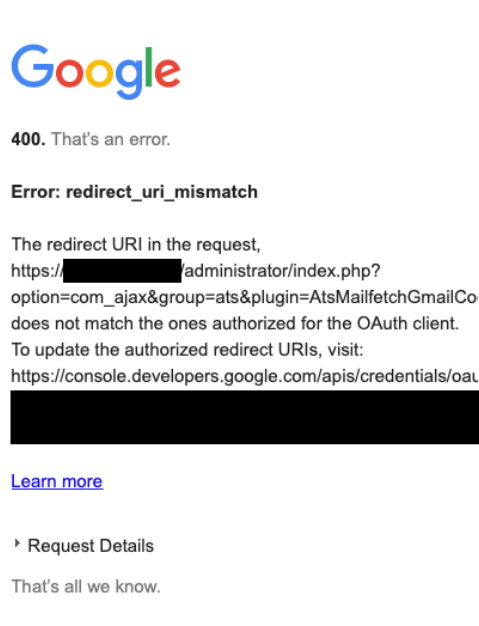 Google
400. That's an error.
Error: redirect_uri_mismatch
The redirect URI in the request,
https:// /administrator/index.php?
option=com_ajax&group=ats&plugin=AtsMailfetchGmailCo
does not match the ones authorized for the OAuth client.
To update the authorized redirect URIs, visit:
https://console.developers.google.com/apis/credentials/oau
Learn more
Request Details
That's all we know.